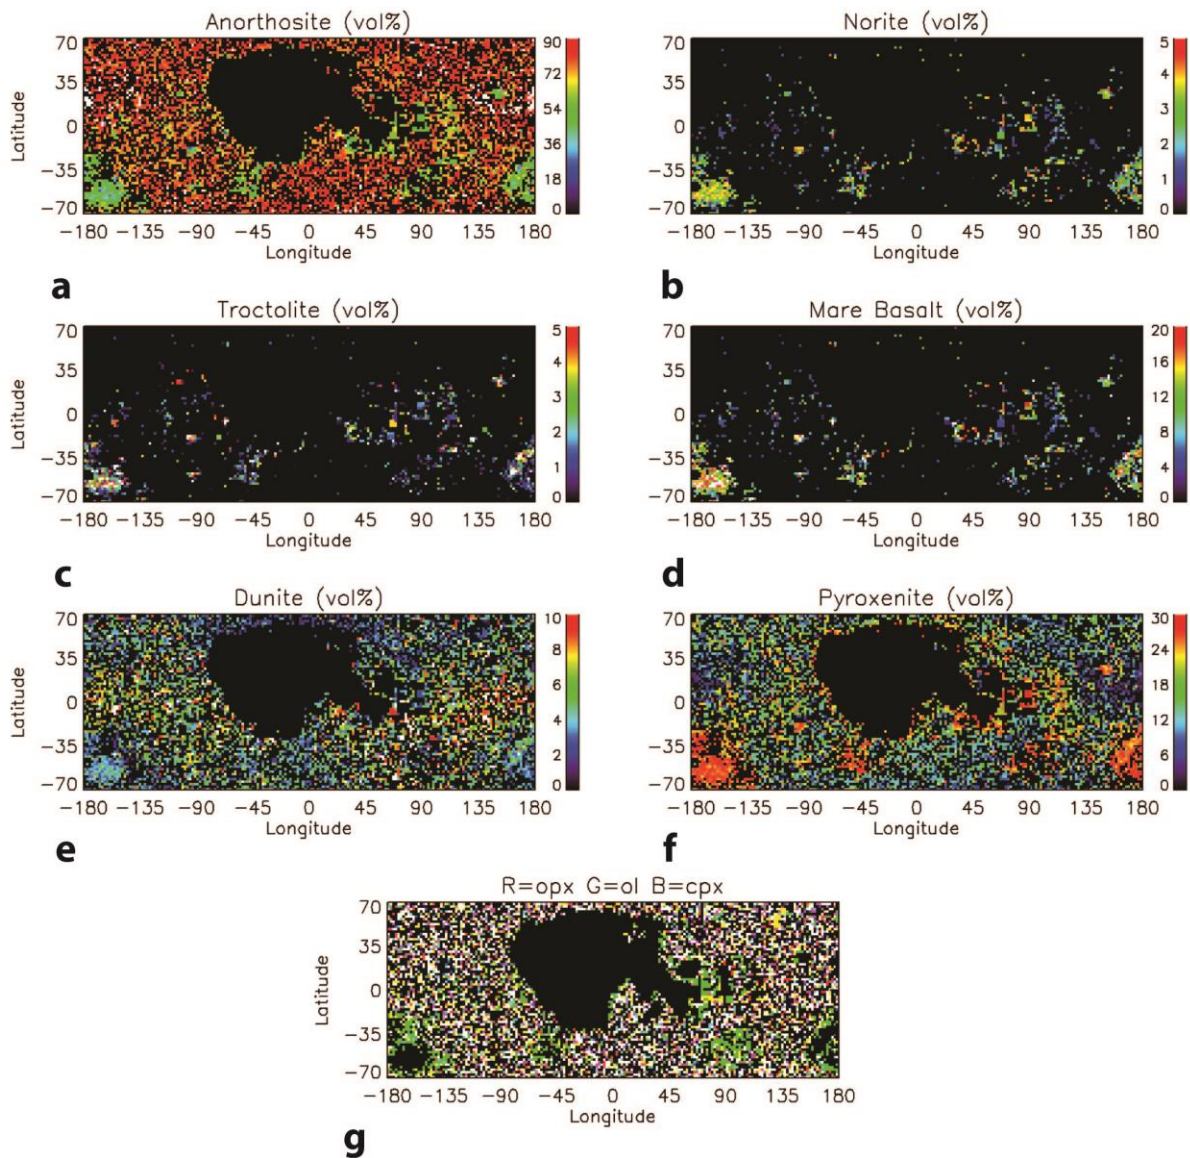 Anorthosite (vol%)
70
35
0
−35
−70
Latitude
90
72
54
36
18
0
−180 −135 −90 −45 0 45 90 135 180
Longitude
a
Norite (vol%)
70
35
0
−35
−70
5
4
3
2
1
0
−180 −135 −90 −45 0 45 90 135 180
Longitude
b
Troctolite (vol%)
70
35
0
−35
−70
Latitude
5
4
3
2
1
0
−180 −135 −90 −45 0 45 90 135 180
Longitude
c
Mare Basalt (vol%)
70
35
0
−35
−70
20
16
12
8
4
0
−180 −135 −90 −45 0 45 90 135 180
Longitude
d
Dunite (vol%)
70
35
0
−35
−70
Latitude
10
8
6
4
2
0
−180 −135 −90 −45 0 45 90 135 180
Longitude
e
Pyroxenite (vol%)
70
35
0
−35
−70
30
24
18
12
6
0
−180 −135 −90 −45 0 45 90 135 180
Longitude
f
R=opx G=ol B=cpx
70
35
0
−35
−70
Latitude
−180 −135 −90 −45 0 45 90 135 180
Longitude
g